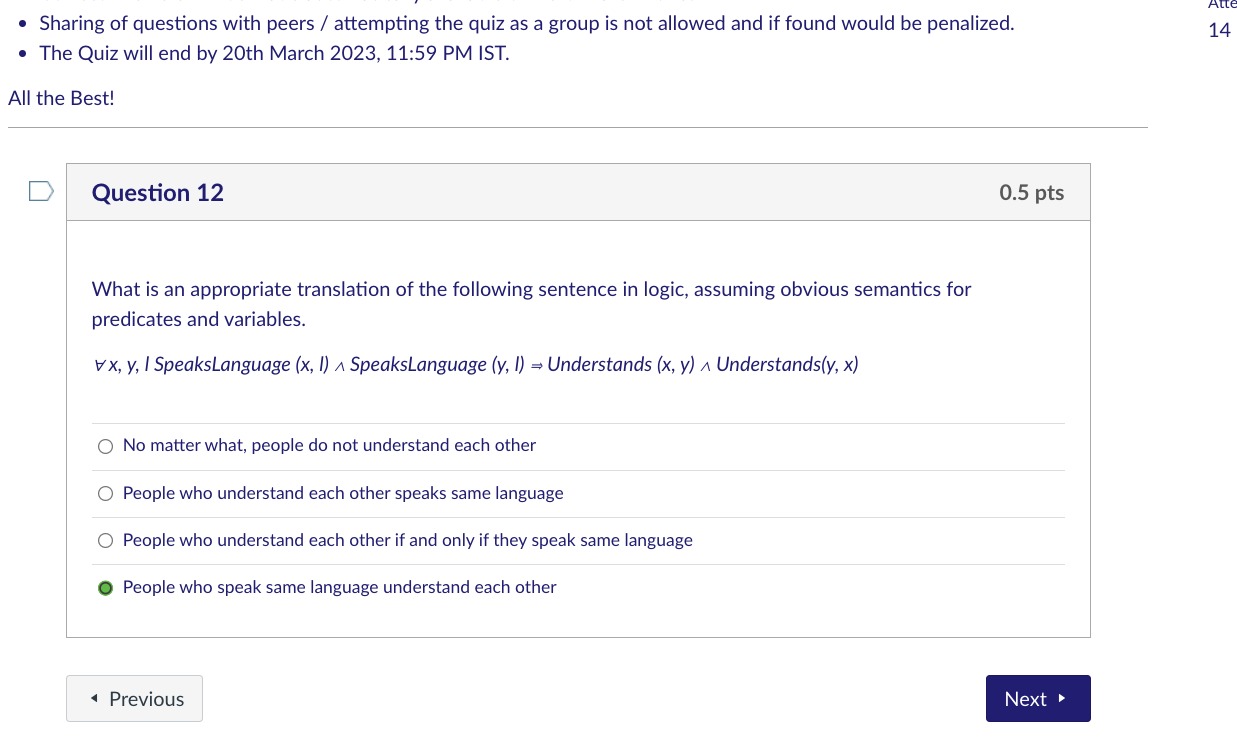 Atte
Sharing of questions with peers / attempting the quiz as a group is not allowed and if found would be penalized.
14
The Quiz will end by 20th March 2023, 11:59 PM IST.
All the Best!
Question 12
0.5 pts
What is an appropriate translation of the following sentence in logic, assuming obvious semantics for
predicates and variables.
∀ x, y, l SpeaksLanguage (x, l) ∧ SpeaksLanguage (y, l) ⇒ Understands (x, y) ∧ Understands(y, x)
No matter what, people do not understand each other
People who understand each other speaks same language
People who understand each other if and only if they speak same language
People who speak same language understand each other
Previous
Next